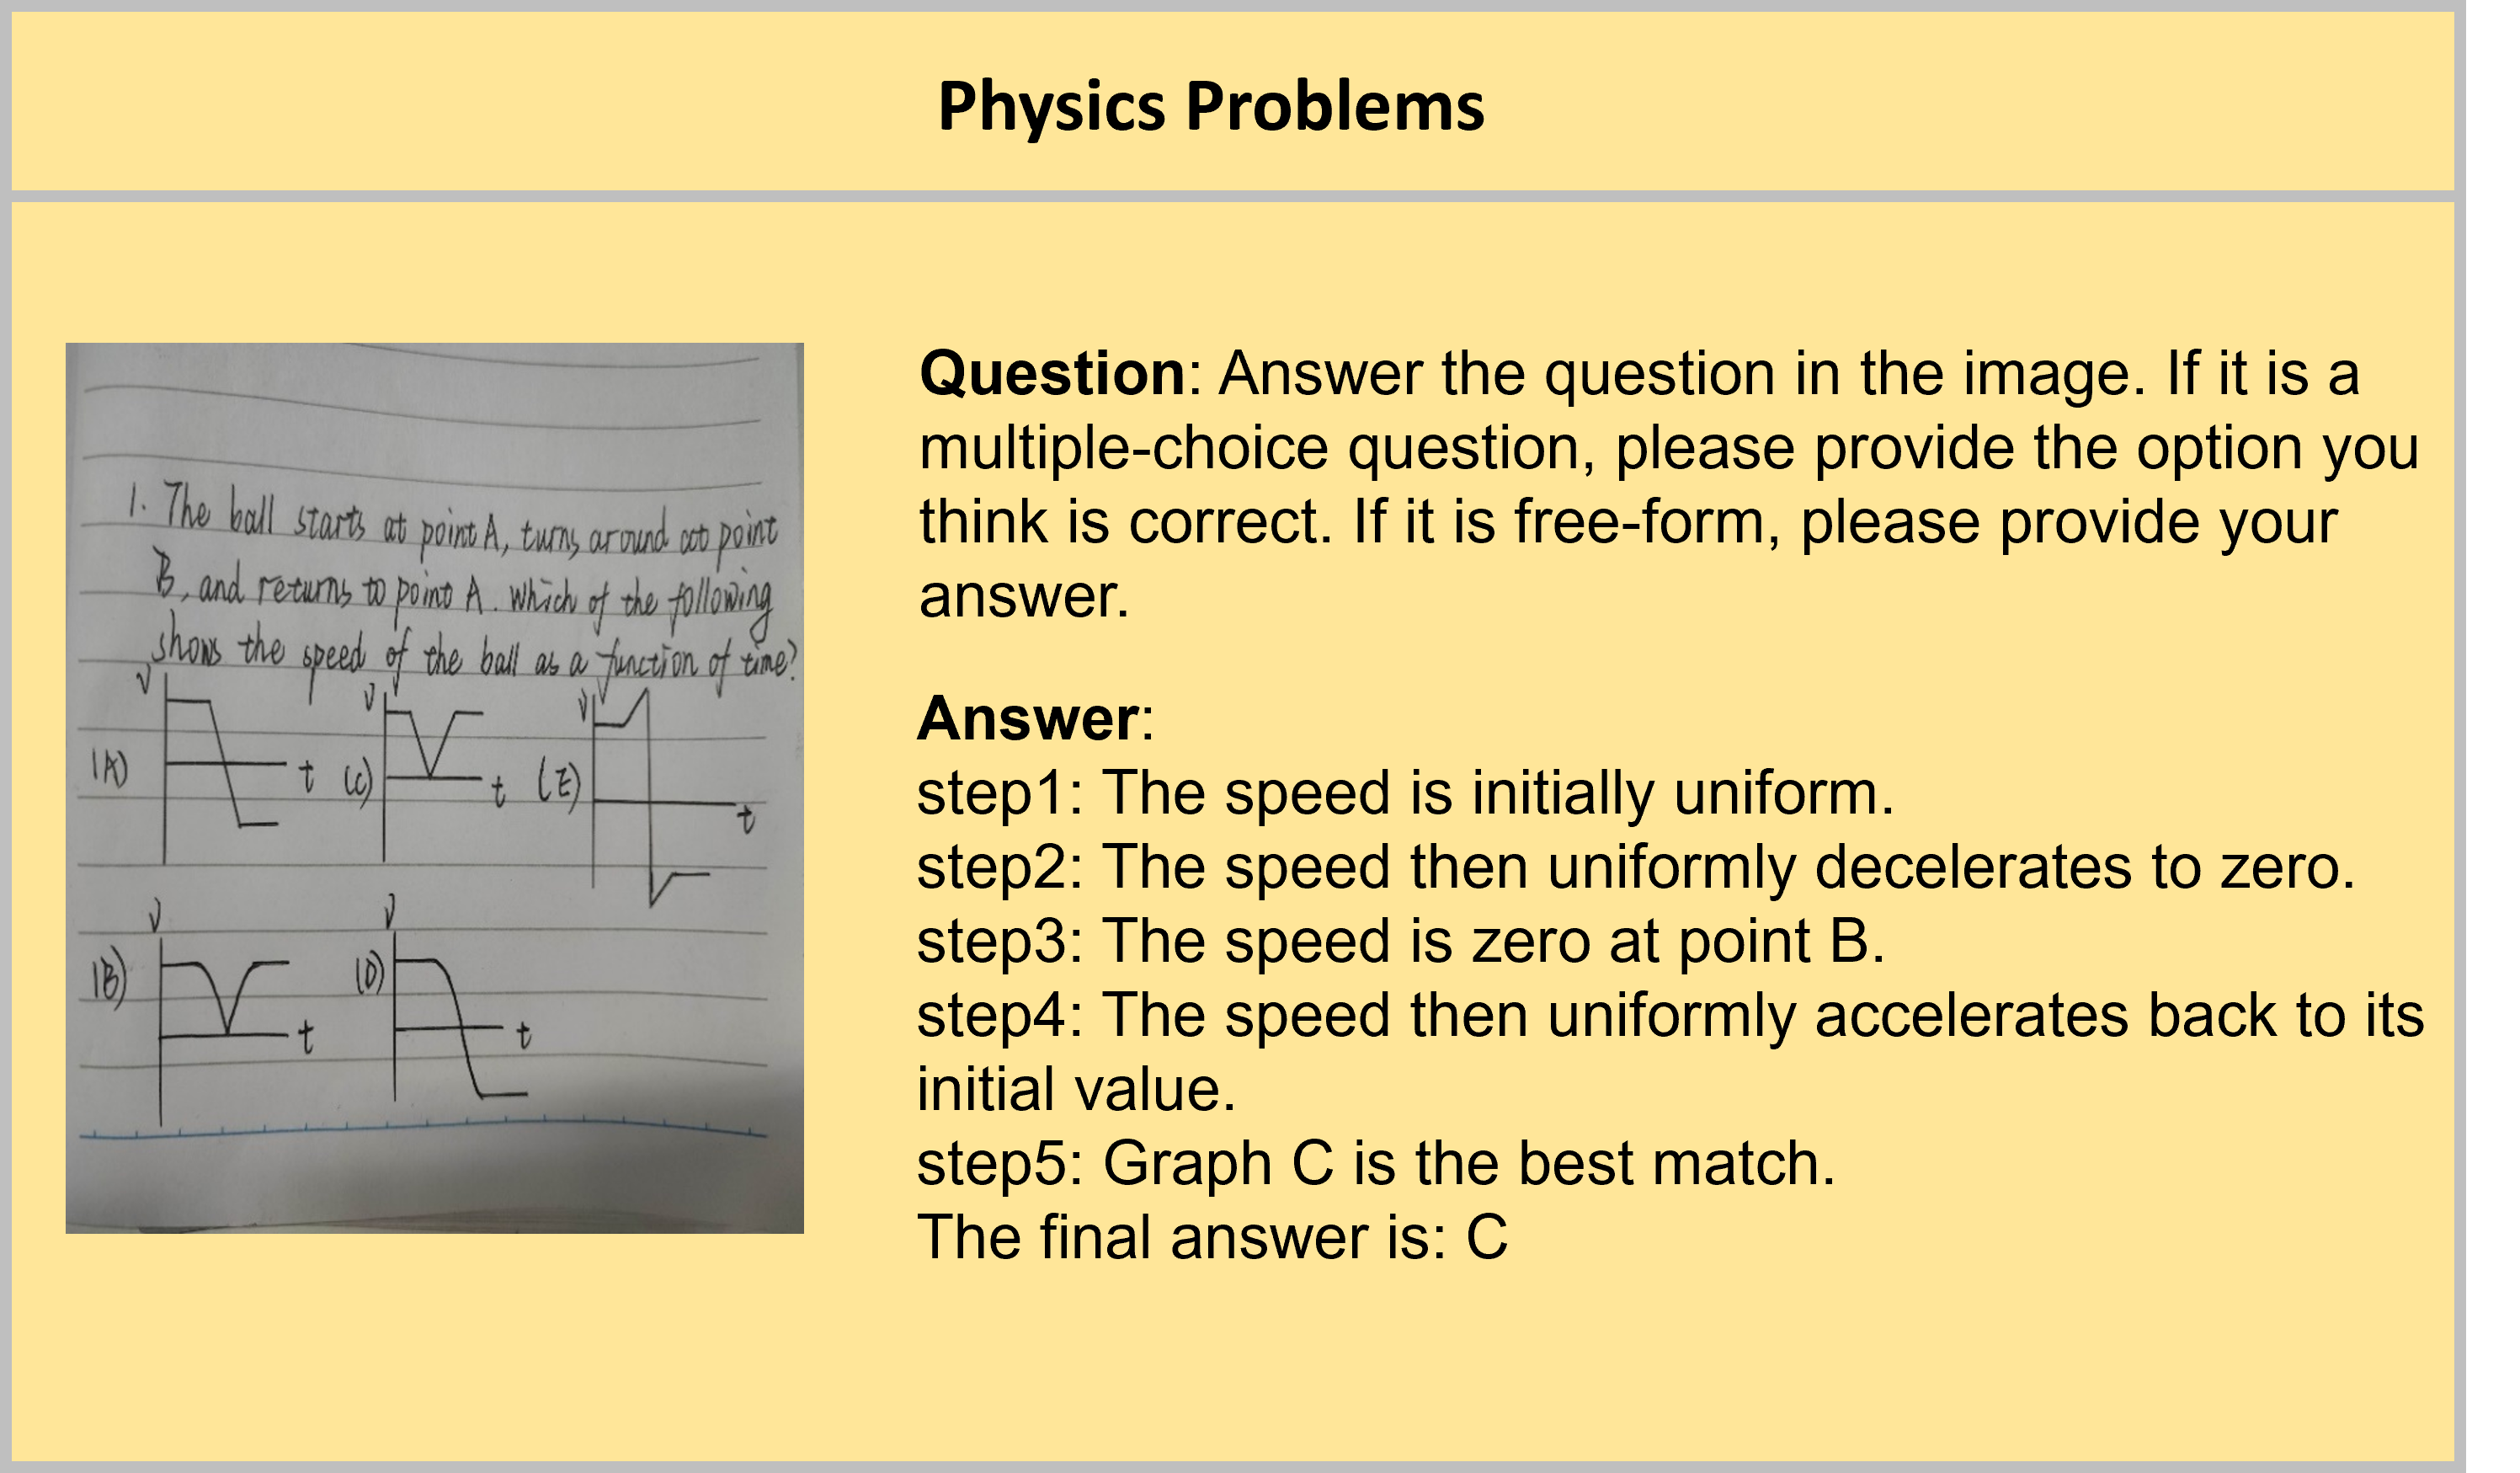 Physics Problems
1. The ball starts at point A, turns around at point
B, and returns to point A. which of the following
shows the speed of the ball as a function of time?
V
(A)
t
V
(C)
t
V
(E)
t
V
(B)
t
V
(D)
t
Question: Answer the question in the image. If it is a
multiple-choice question, please provide the option you
think is correct. If it is free-form, please provide your
answer.
Answer:
step1: The speed is initially uniform.
step2: The speed then uniformly decelerates to zero.
step3: The speed is zero at point B.
step4: The speed then uniformly accelerates back to its
initial value.
step5: Graph C is the best match.
The final answer is: C